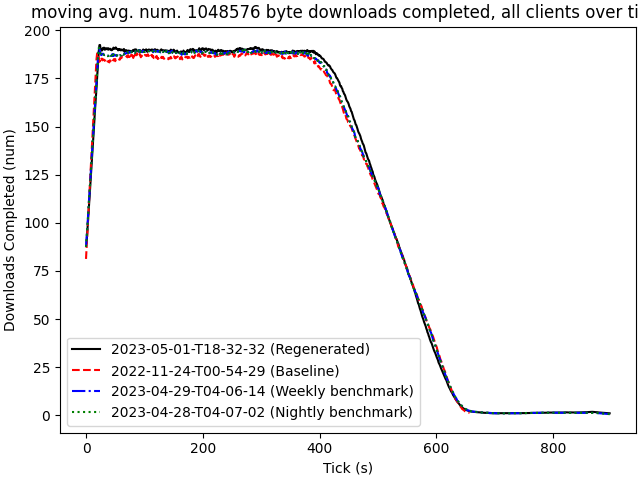 moving avg. num. 1048576 byte downloads completed, all clients over ti
200
175
150
125
100
75
50
25
0
Downloads Completed (num)
2023-05-01-T18-32-32 (Regenerated)
2022-11-24-T00-54-29 (Baseline)
2023-04-29-T04-06-14 (Weekly benchmark)
2023-04-28-T04-07-02 (Nightly benchmark)
0 200 400 600 800
Tick (s)